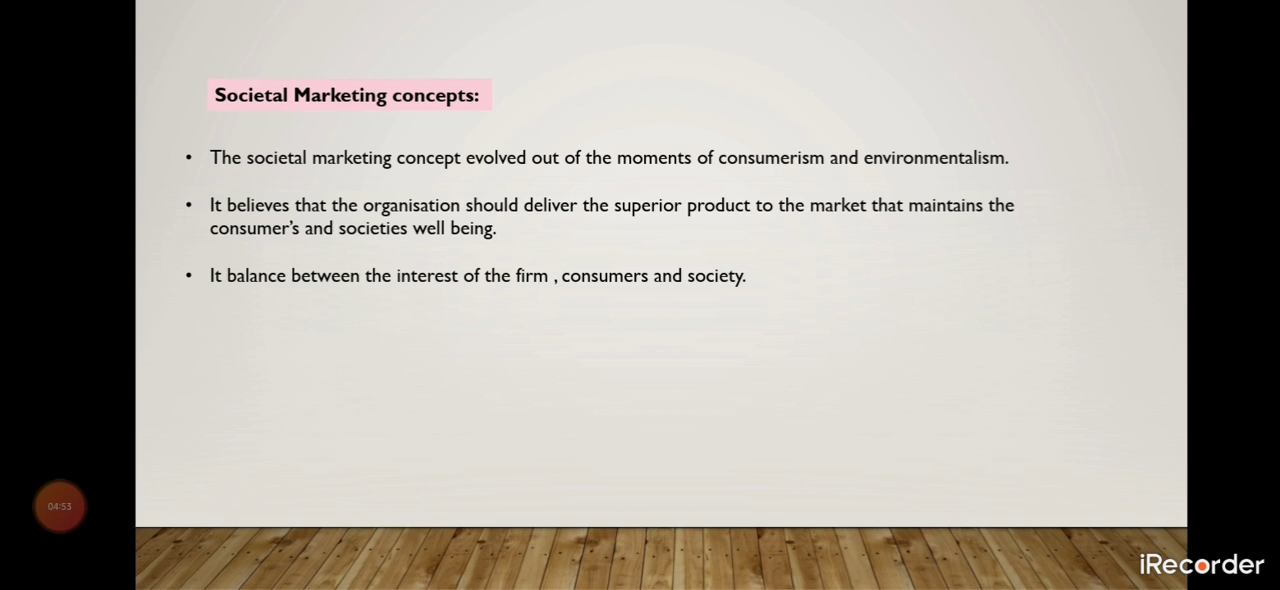 Societal Marketing concepts:
• The societal marketing concept evolved out of the moments of consumerism and environmentalism.
• It believes that the organisation should deliver the superior product to the market that maintains the
consumer's and societies well being.
• It balance between the interest of the firm , consumers and society.
04:53
iRecorder